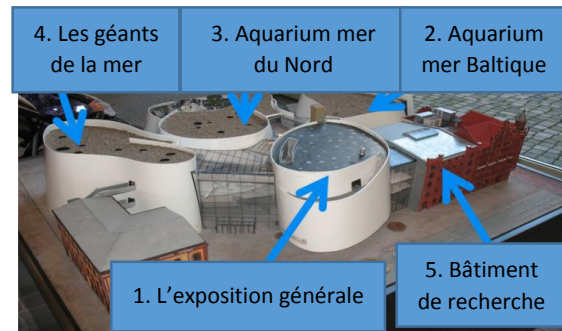 4. Les géants
de la mer
3. Aquarium mer
du Nord
2. Aquarium
mer Baltique
1. L'exposition générale
5. Bâtiment
de recherche